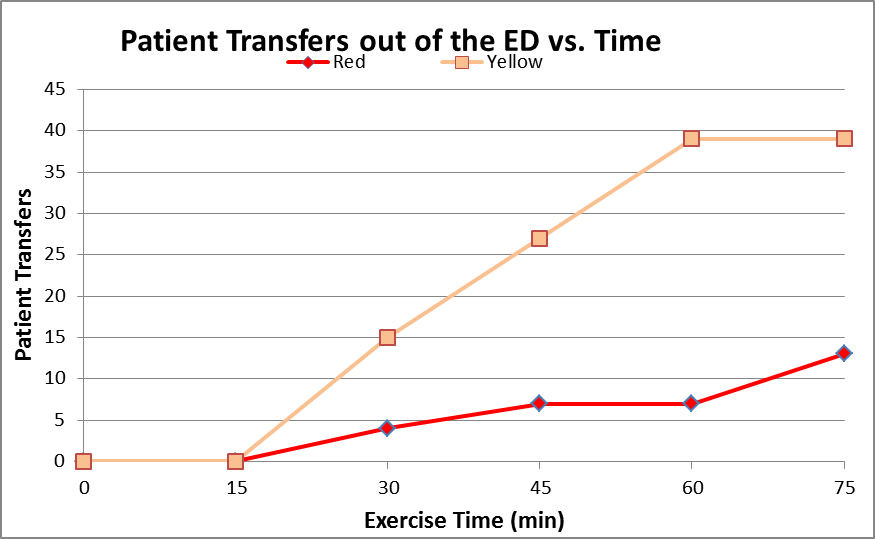 Patient Transfers out of the ED vs. Time
Red
Yellow
45
40
35
30
25
20
15
10
5
0
Patient Transfers
0 15 30 45 60 75
Exercise Time (min)